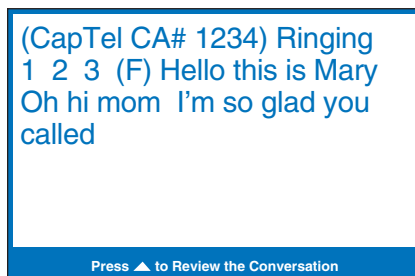 (CapTel CA# 1234) Ringing
1 2 3 (F) Hello this is Mary
Oh hi mom I'm so glad you
called
Press ▲ to Review the Conversation